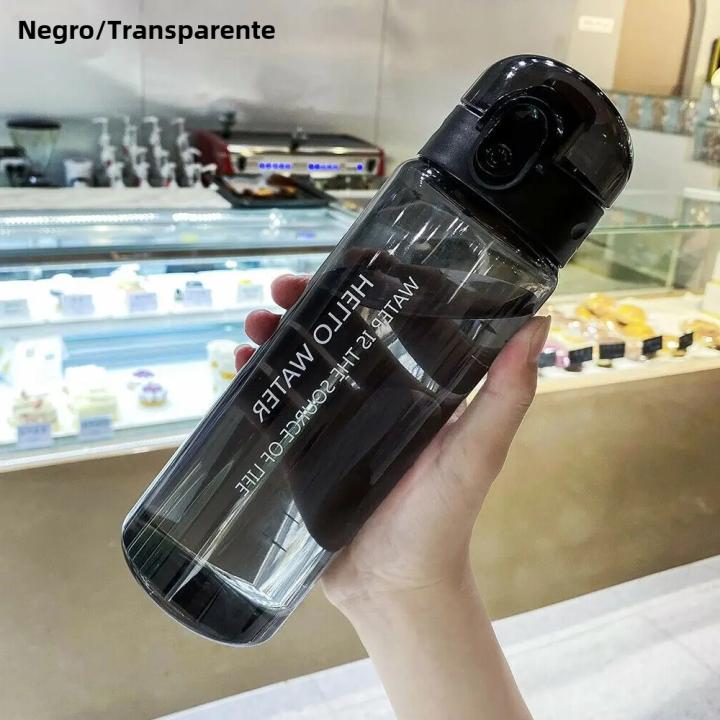 Negro/Transparente
HELLO WATER
WATER IS THE SOURCE OF LIFE